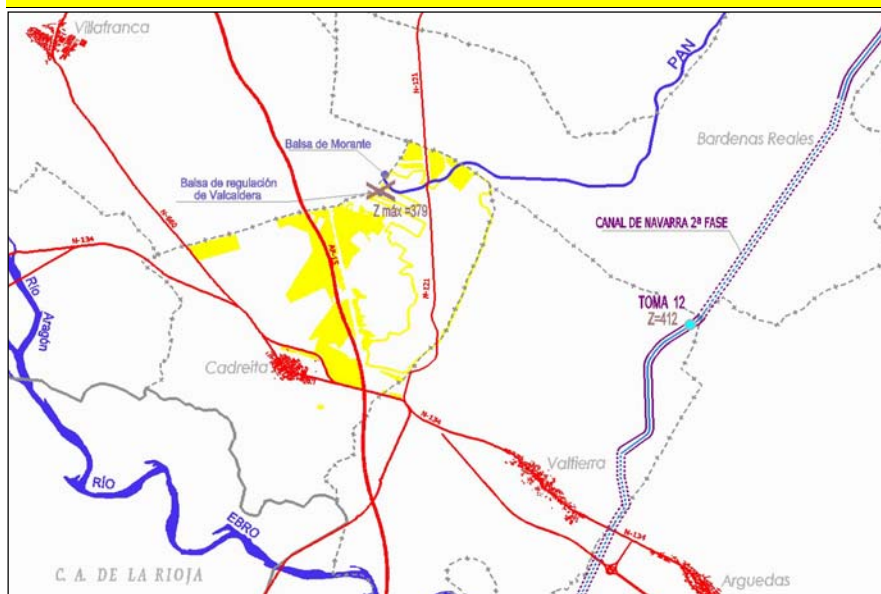 Villafranca
N-121
PAN
Bardenas Reales
Balsa de Morante
Balsa de regulación
de Valcaldera
Z máx =379
N-660
N-134
AP-15
CANAL DE NAVARRA 2ª FASE
TOMA 12
Z=412
N-121
Río
Aragón
Cadreita
N-134
Valtierra
RÍO
EBRO
N-134
C. A. DE LA RIOJA
Arguedas